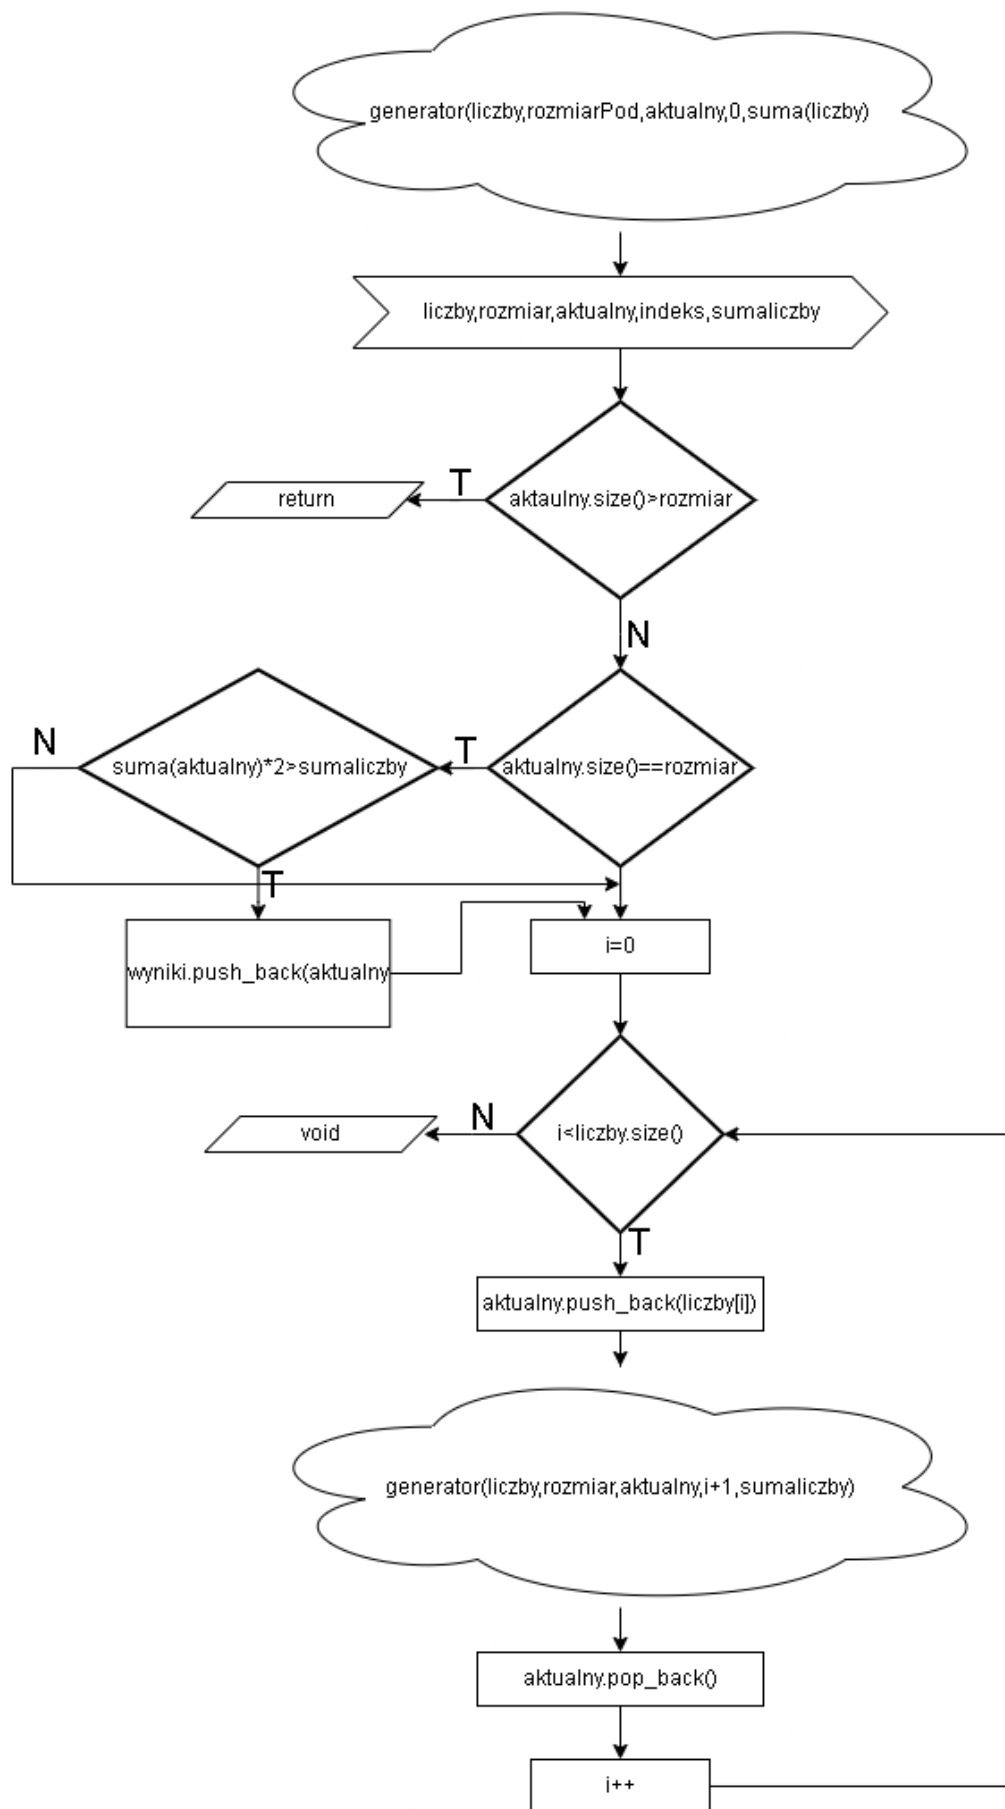 generator(liczby,rozmiarPod,aktualny,0,suma(liczby)
liczby,rozmiar,aktualny,indeks,sumaliczby
T
return
aktaulny.size()>rozmiar
N
N
suma(aktualny)*2>sumaliczby
T
aktualny.size()==rozmiar
T
wyniki.push_back(aktualny
i=0
void
N
i<liczby.size()
T
aktualny.push_back(liczby[i])
generator(liczby,rozmiar,aktualny,i+1,sumaliczby)
aktualny.pop_back()
i++